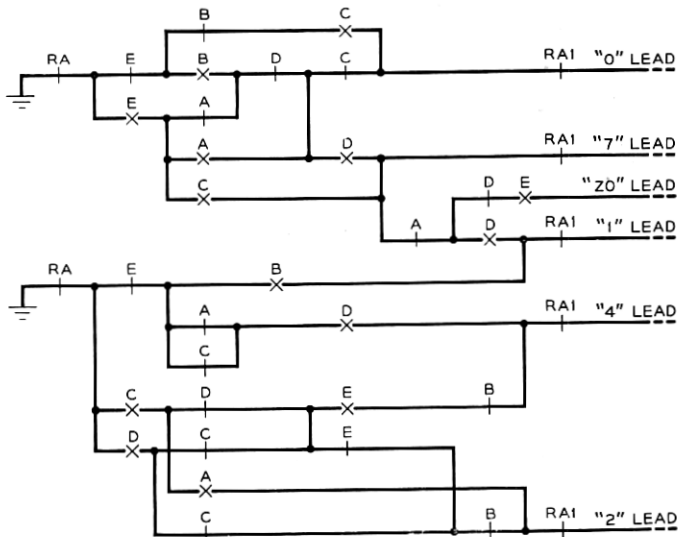 B C
RA E B D C RA1 "0" LEAD
E A
A D RA1 "7" LEAD
C D E "Z0" LEAD
A D RA1 "1" LEAD
RA E B
A D RA1 "4" LEAD
C
C D E B
D C E
A
C B RA1 "2" LEAD